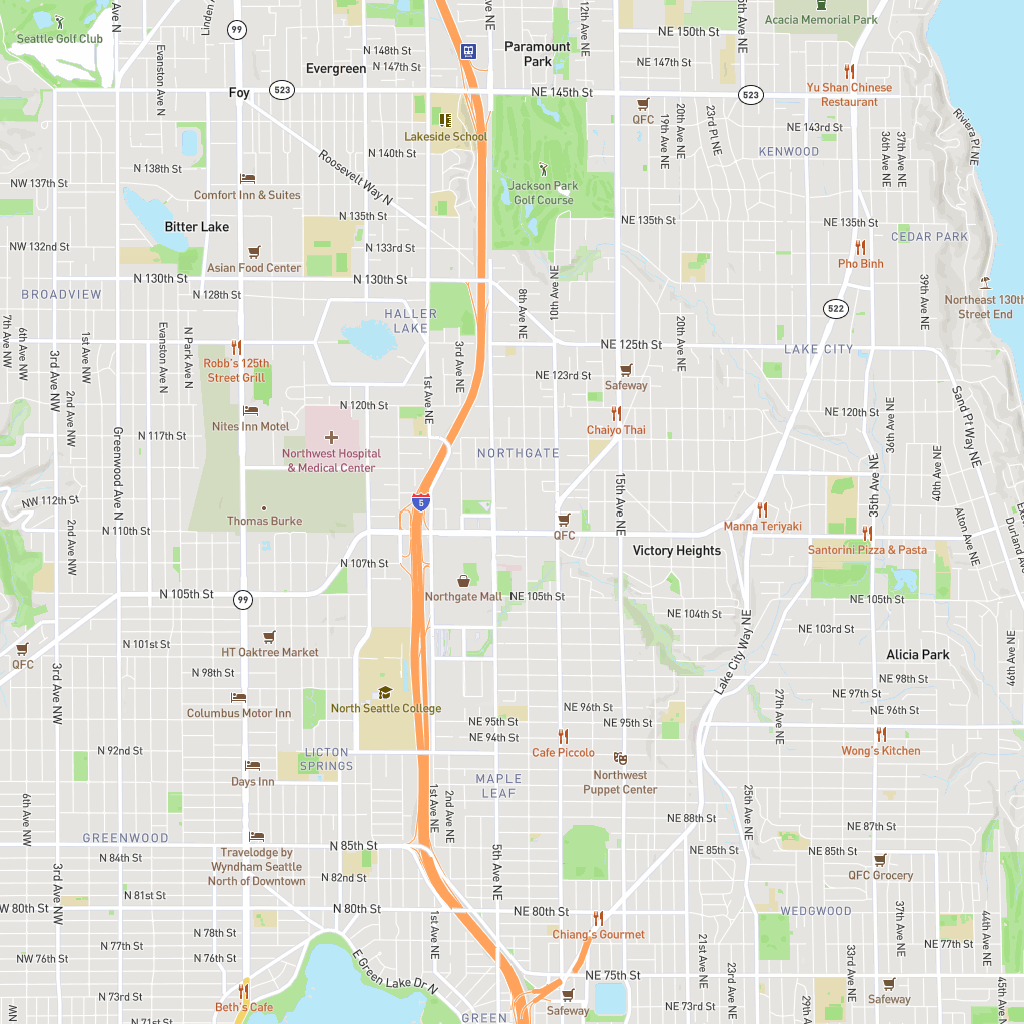 Seattle Golf Club
Ave N
Linden A
99
Ave NE
12th Ave NE
Acacia Memorial Park
NE 150th St
Paramount
Park
N 148th St
N 147th St
Evergreen
Evanston Ave N
NE 147th St
Yu Shan Chinese
Restaurant
Foy
523
NE 145th St
523
QFC
Lakeside School
Riviera Pl NE
19th Ave NE
20th Ave NE
23rd Pl NE
NE 143rd St
KENWOOD
36th Ave NE
37th Ave NE
N 140th St
N 138th St
Roosevelt Way N
NW 137th St
Comfort Inn & Suites
Jackson Park
Golf Course
N 135th St
NE 135th St
NE 135th St
Bitter Lake
CEDAR PARK
NW 132nd St
N 133rd St
Asian Food Center
Pho Binh
N 130th St
N 130th St
N 128th St
BROADVIEW
8th Ave NE
10th Ave NE
39th Ave NE
Northeast 130th
Street End
522
HALLER
LAKE
7th Ave NW
6th Ave NW
3rd Ave NW
1st Ave NW
Evanston Ave N
N Park Ave N
20th Ave NE
NE 125th St
LAKE CITY
Robb's 125th
Street Grill
3rd Ave NE
1st Ave NE
NE 123rd St
Safeway
2nd Ave NW
Nites Inn Motel
N 120th St
Chaiyo Thai
NE 120th St
36th Ave NE
Sand Pt Way NE
N 117th St
Greenwood Ave N
Northwest Hospital
& Medical Center
NORTHGATE
15th Ave NE
35th Ave NE
40th Ave NE
NW 112th St
5
Thomas Burke
Manna Teriyaki
Alton Ave NE
Durland Av
2nd Ave NW
N 110th St
QFC
Victory Heights
Santorini Pizza & Pasta
N 107th St
Northgate Mall
NE 105th St
N 105th St
99
NE 105th St
NE 104th St
NE 103rd St
Lake City Way NE
N 101st St
HT Oaktree Market
QFC
Alicia Park
46th Ave NE
N 98th St
NE 98th St
3rd Ave NW
NE 97th St
27th Ave NE
Columbus Motor Inn
North Seattle College
NE 96th St
NE 96th St
NE 95th St
NE 95th St
NE 94th St
N 92nd St
LICTON
SPRINGS
Cafe Piccolo
Wong's Kitchen
Days Inn
MAPLE
LEAF
Northwest
Puppet Center
6th Ave NW
1st Ave NE
2nd Ave NE
25th Ave NE
NE 88th St
NE 87th St
GREENWOOD
N 85th St
NE 85th St
NE 85th St
N 84th St
Travelodge by
Wyndham Seattle
North of Downtown
5th Ave NE
QFC Grocery
3rd Ave NW
N 82nd St
N 81st St
W 80th St
N 80th St
NE 80th St
WEDGWOOD
37th Ave NE
44th Ave NE
1st Ave NE
N 78th St
Chiang's Gourmet
N 77th St
NE 77th St
21st Ave NE
NW 76th St
N 76th St
E Green Lake Dr N
23rd Ave NE
33rd Ave NE
NE 75th St
45th Ave NE
N 73rd St
Beth's Cafe
Safeway
NE 73rd St
29th Av
Safeway
NW
N 71st St
GREEN